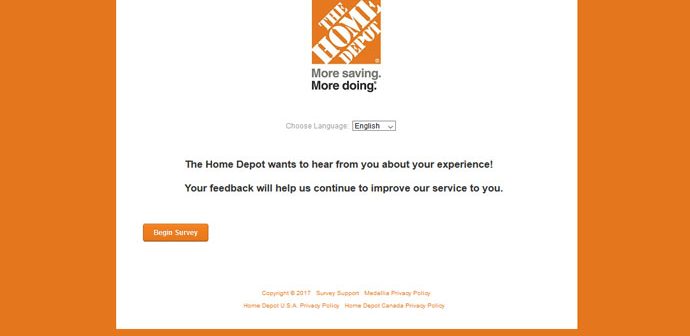 THE
HOME
DEPOT
®
More saving.
More doing.®
Choose Language: English
The Home Depot wants to hear from you about your experience!
Your feedback will help us continue to improve our service to you.
Begin Survey
Copyright © 2017 Survey Support Medallia Privacy Policy
Home Depot U.S.A. Privacy Policy Home Depot Canada Privacy Policy